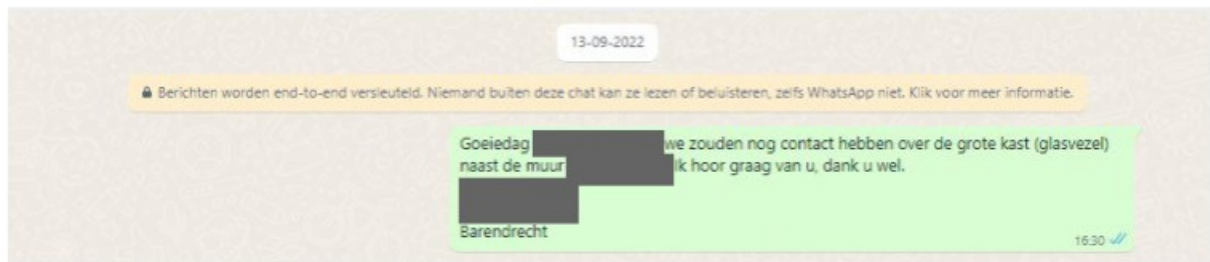 13-09-2022
Berichten worden end-to-end versleuteld. Niemand buiten deze chat kan ze lezen of beluisteren, zelfs WhatsApp niet. Klik voor meer informatie.
Goeiedag we zouden nog contact hebben over de grote kast (glasvezel)
naast de muur Ik hoor graag van u, dank u wel.
Barendrecht
16:30